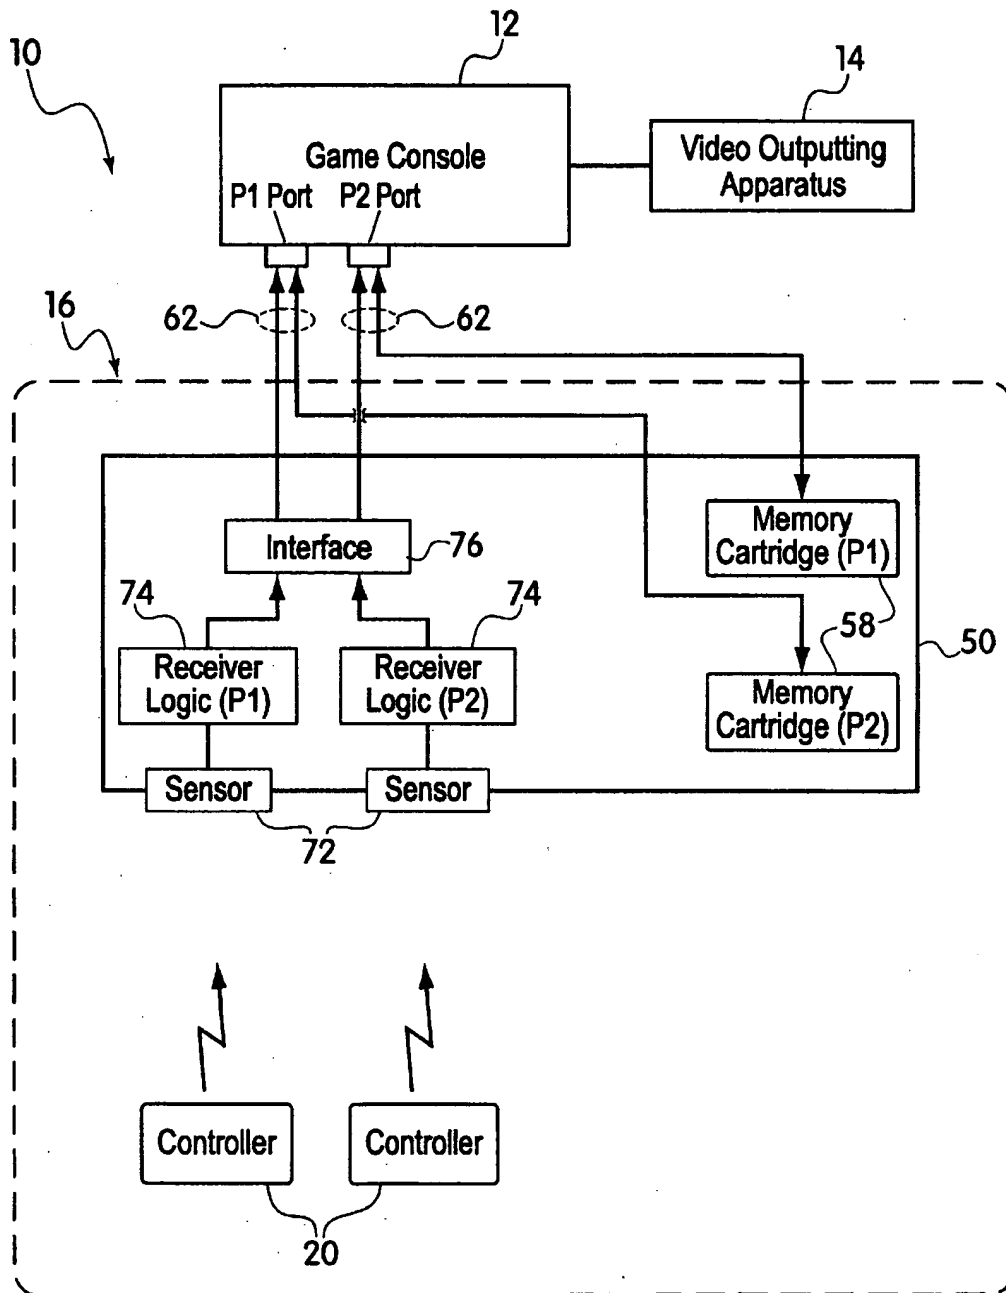 12
10
14
Game Console
Video Outputting
Apparatus
P1 Port
P2 Port
16
62
62
Interface
76
Memory
Cartridge (P1)
74
74
58
50
Receiver
Logic (P1)
Receiver
Logic (P2)
Memory
Cartridge (P2)
Sensor
Sensor
72
Controller
Controller
20